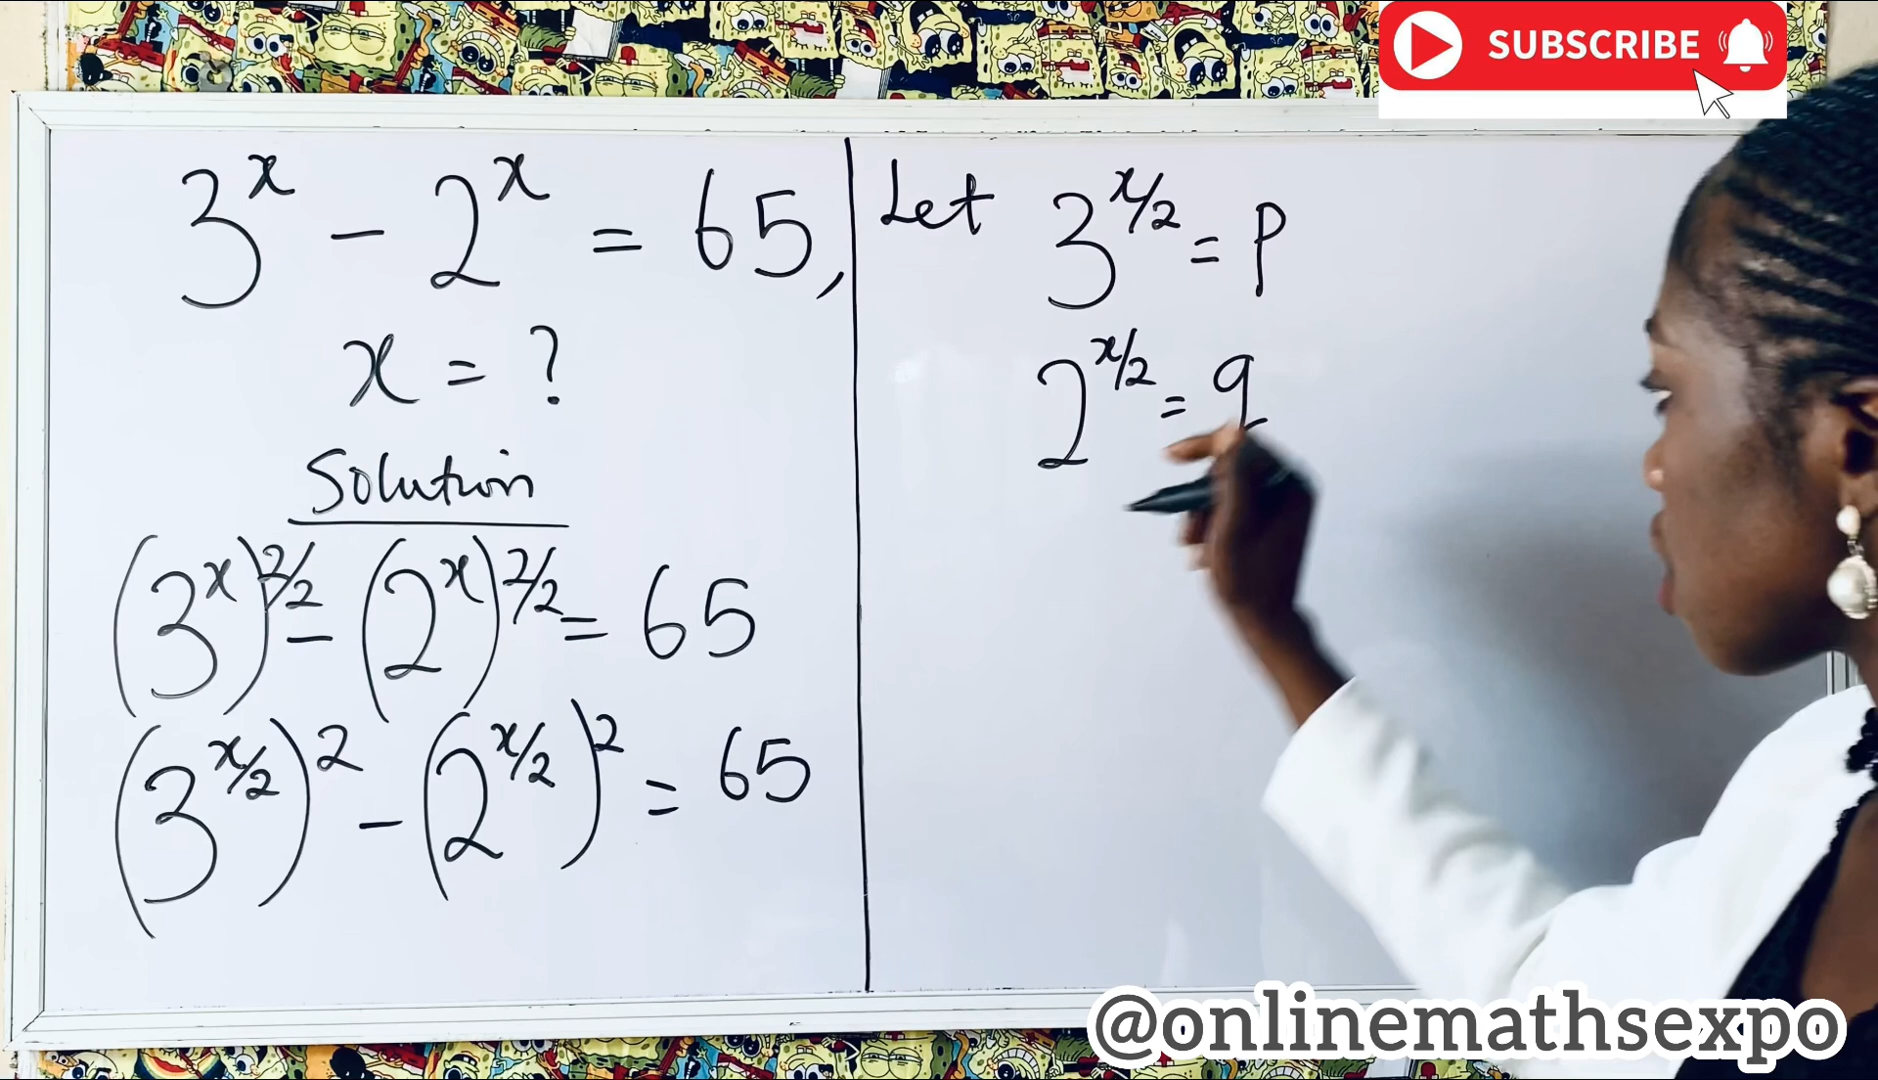 SUBSCRIBE
3^x - 2^x = 65,
x = ?
Solution
(3^x)^2/2 - (2^x)^2/2 = 65
(3^x/2)^2 - (2^x/2)^2 = 65
Let 3^x/2 = p
2^x/2 = q
@onlinemathsexpo